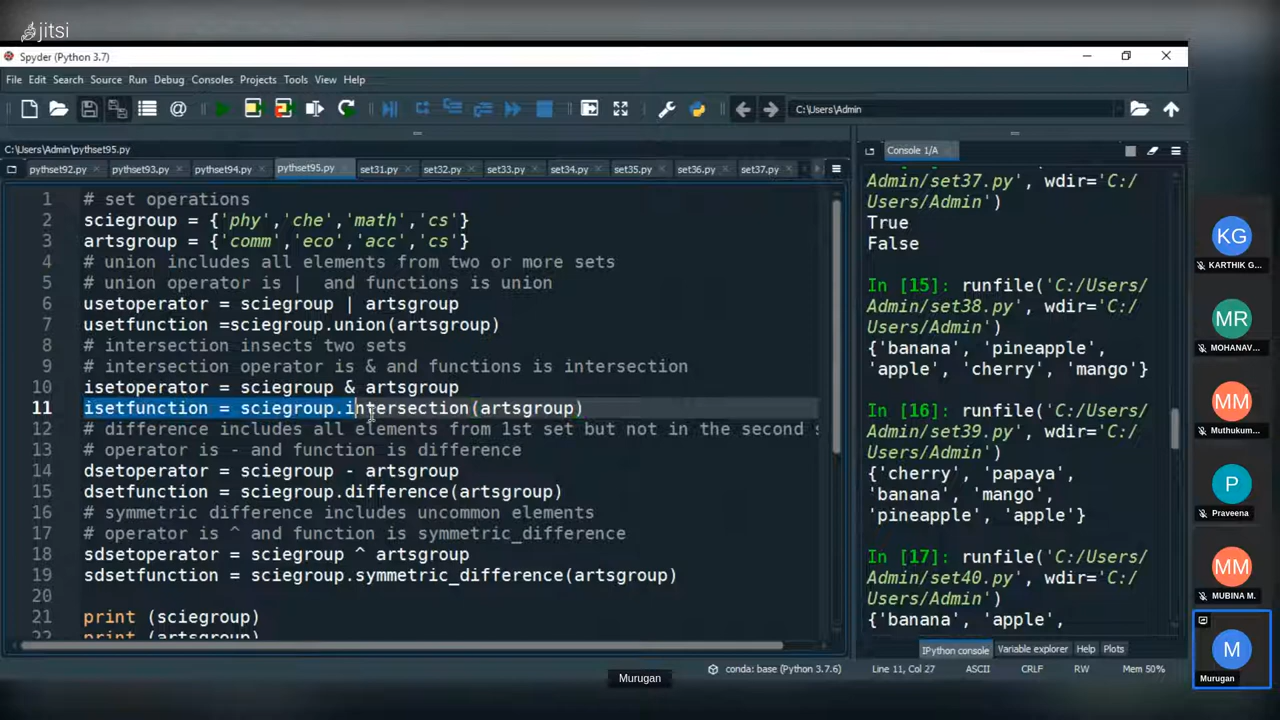 jitsi
Spyder (Python 3.7)
File Edit Search Source Run Debug Consoles Projects Tools View Help
C:\Users\Admin
C:\Users\Admin\pythset95.py
pythset92.py pythset93.py pythset94.py pythset95.py set31.py set32.py set33.py set34.py set35.py set36.py set37.py
1 # set operations
2 sciegroup = {'phy','che','math','cs'}
3 artsgroup = {'comm','eco','acc','cs'}
4 # union includes all elements from two or more sets
5 # union operator is | and functions is union
6 usetoperator = sciegroup | artsgroup
7 usetfunction =sciegroup.union(artsgroup)
8 # intersection insects two sets
9 # intersection operator is & and functions is intersection
10 isetoperator = sciegroup & artsgroup
11 isetfunction = sciegroup.intersection(artsgroup)
12 # difference includes all elements from 1st set but not in the second s
13 # operator is - and function is difference
14 dsetoperator = sciegroup - artsgroup
15 dsetfunction = sciegroup.difference(artsgroup)
16 # symmetric difference includes uncommon elements
17 # operator is ^ and function is symmetric_difference
18 sdsetoperator = sciegroup ^ artsgroup
19 sdsetfunction = sciegroup.symmetric_difference(artsgroup)
20
21 print (sciegroup)
22 print (artsgroup)
Console 1/A
Admin/set37.py', wdir='C:/
Users/Admin')
True
False
In [15]: runfile('C:/Users/
Admin/set38.py', wdir='C:/
Users/Admin')
{'banana', 'pineapple',
'apple', 'cherry', 'mango'}
In [16]: runfile('C:/Users/
Admin/set39.py', wdir='C:/
Users/Admin')
{'cherry', 'papaya',
'banana', 'mango',
'pineapple', 'apple'}
In [17]: runfile('C:/Users/
Admin/set40.py', wdir='C:/
Users/Admin')
{'banana', 'apple',
IPython console Variable explorer Help Plots
conda: base (Python 3.7.6) Line 11, Col 27 ASCII CRLF RW Mem 50%
Murugan
KG
KARTHIK G...
MR
MOHANAV...
MM
Muthukum...
P
Praveena
MM
MUBINA M.
M
Murugan